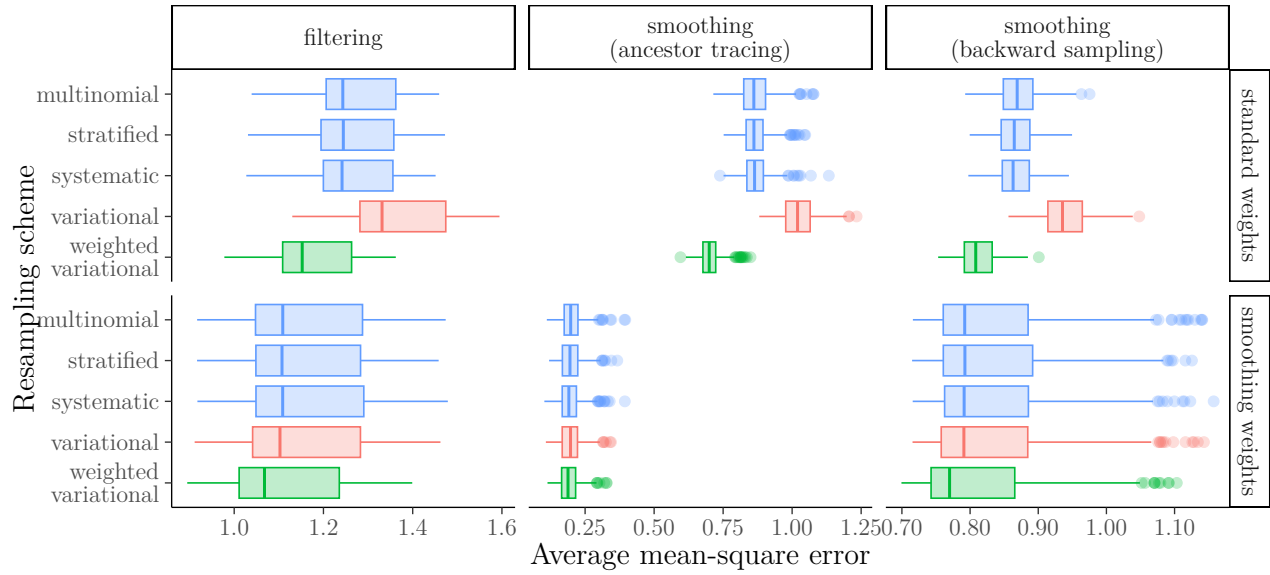 filtering
smoothing
(ancestor tracing)
smoothing
(backward sampling)
Resampling scheme
multinomial
stratified
systematic
variational
weighted
variational
standard weights
multinomial
stratified
systematic
variational
weighted
variational
smoothing weights
1.0 1.2 1.4 1.6
0.25 0.50 0.75 1.00 1.25
0.70 0.80 0.90 1.00 1.10
Average mean-square error